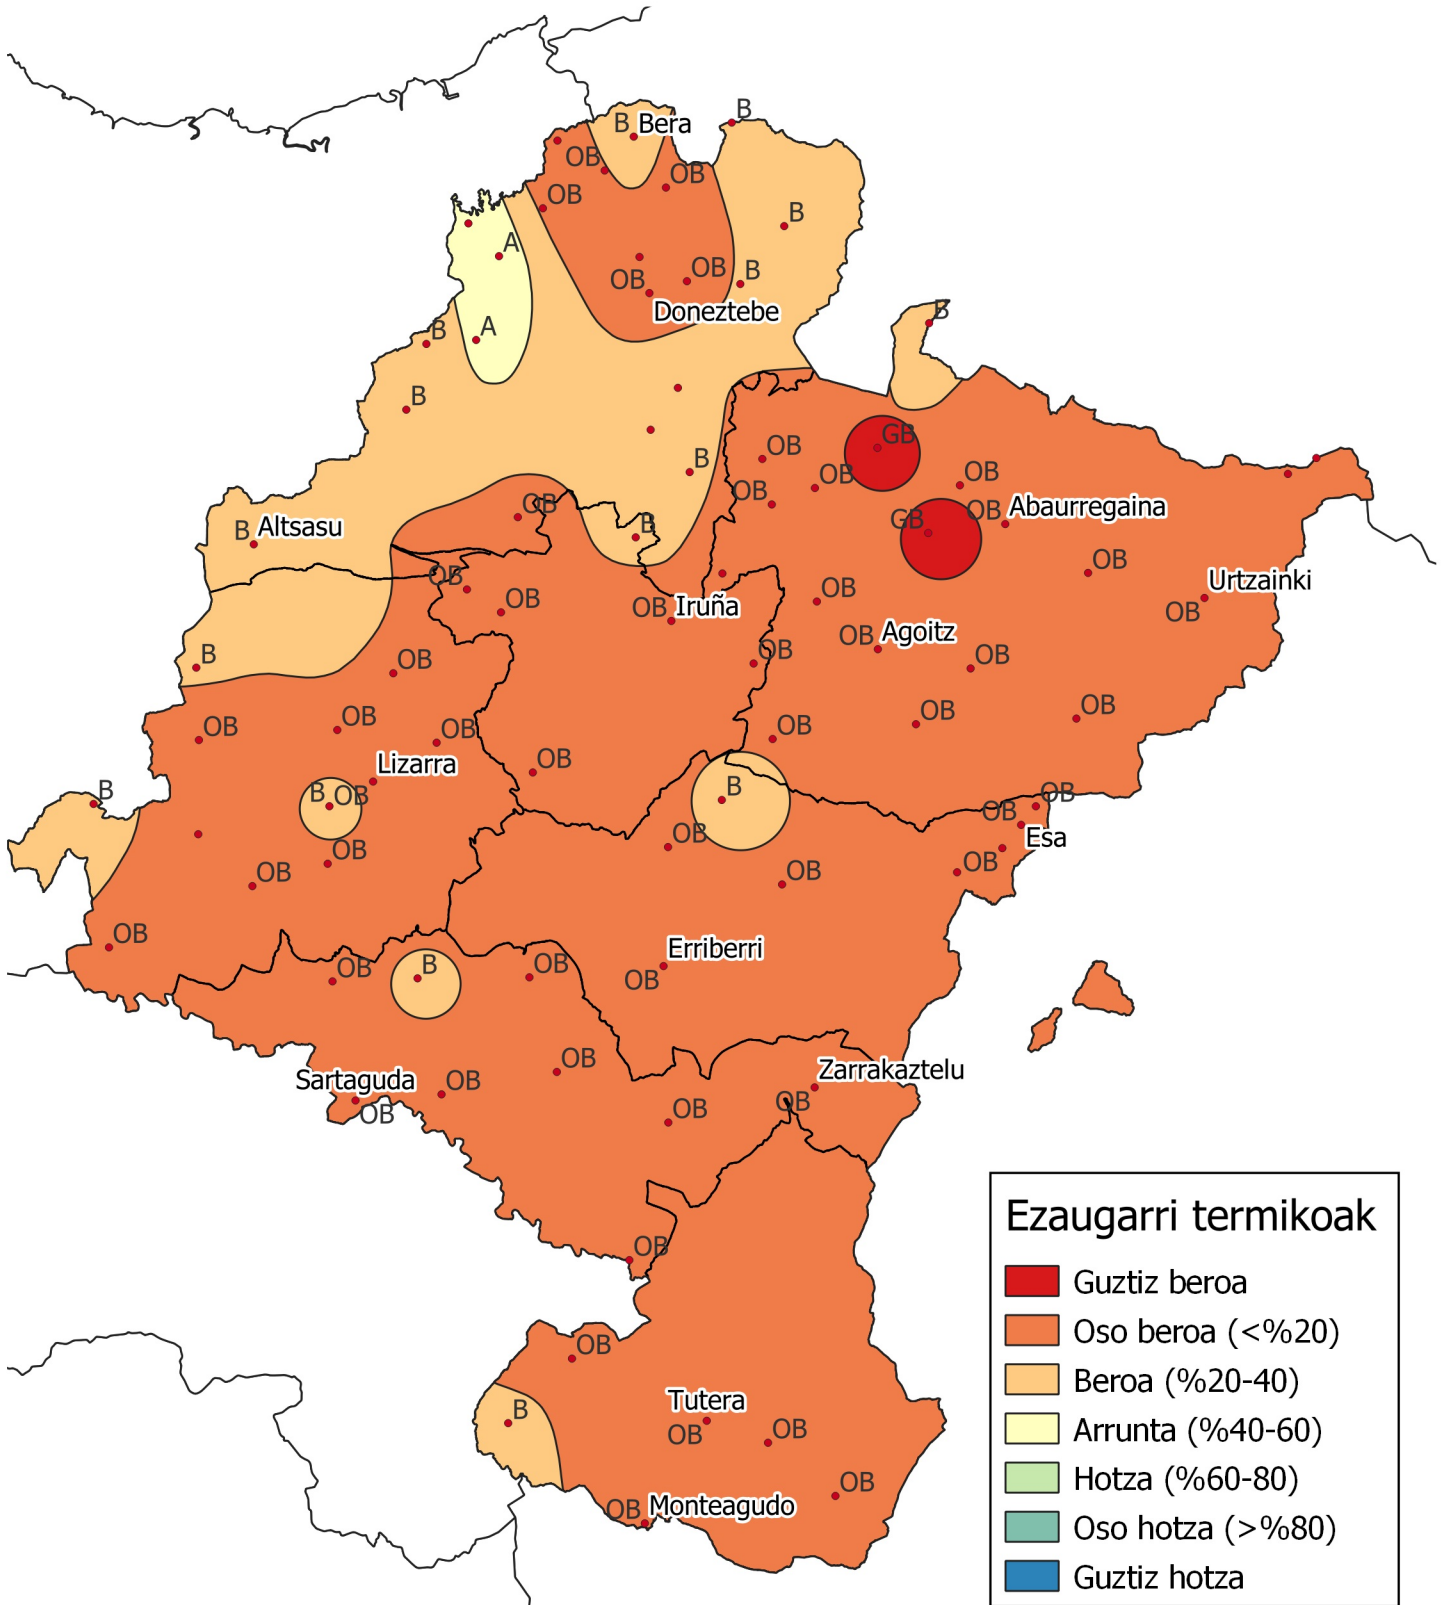 B
B Bera
OB
OB
OB
B
A
OB
B
OB
Doneztebe
B
B
A
B
OB
GB
B
OB
OB
OB
OB
B
OB
GB
OB
Abaurregaina
B Altsasu
OB
OB
OB
Urtzainki
OB
OB
OB
Iruña
OB
Agoitz
B
OB
OB
OB
OB
OB
OB
OB
OB
OB
OB
Lizarra
OB
B
B
OB
B
OB
OB
Esa
OB
OB
OB
OB
OB
OB
Erriberri
OB
OB
B
OB
OB
Zarrakaztelu
Sartaguda
OB
OB
OB
OB
OB
OB
B
Tutera
OB
OB
OB
OB
Monteagudo
Ezaugarri termikoak
Guztiz beroa
Oso beroa (<%20)
Beroa (%20-40)
Arrunta (%40-60)
Hotza (%60-80)
Oso hotza (>%80)
Guztiz hotza